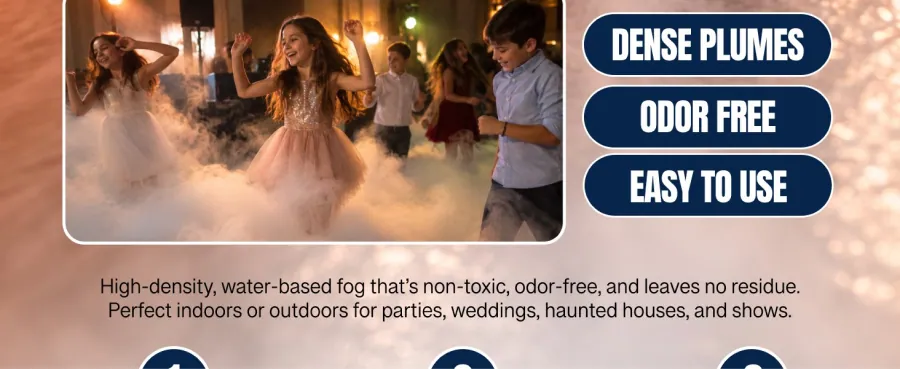 DENSE PLUMES
ODOR FREE
EASY TO USE
High-density, water-based fog that's non-toxic, odor-free, and leaves no residue.
Perfect indoors or outdoors for parties, weddings, haunted houses, and shows.